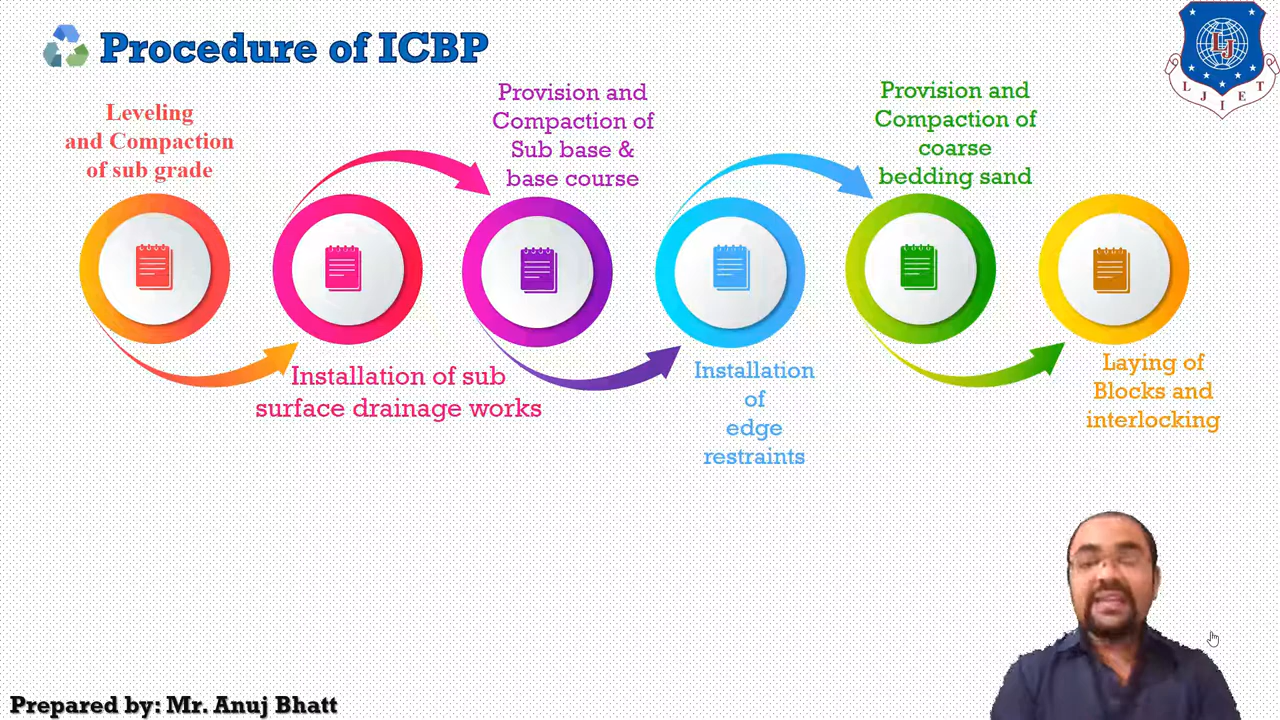 Procedure of ICBP
Leveling
and Compaction
of sub grade
Installation of sub
surface drainage works
Provision and
Compaction of
Sub base &
base course
Installation
of
edge
restraints
Provision and
Compaction of
coarse
bedding sand
Laying of
Blocks and
interlocking
LJ
L J I E T
Prepared by: Mr. Anuj Bhatt